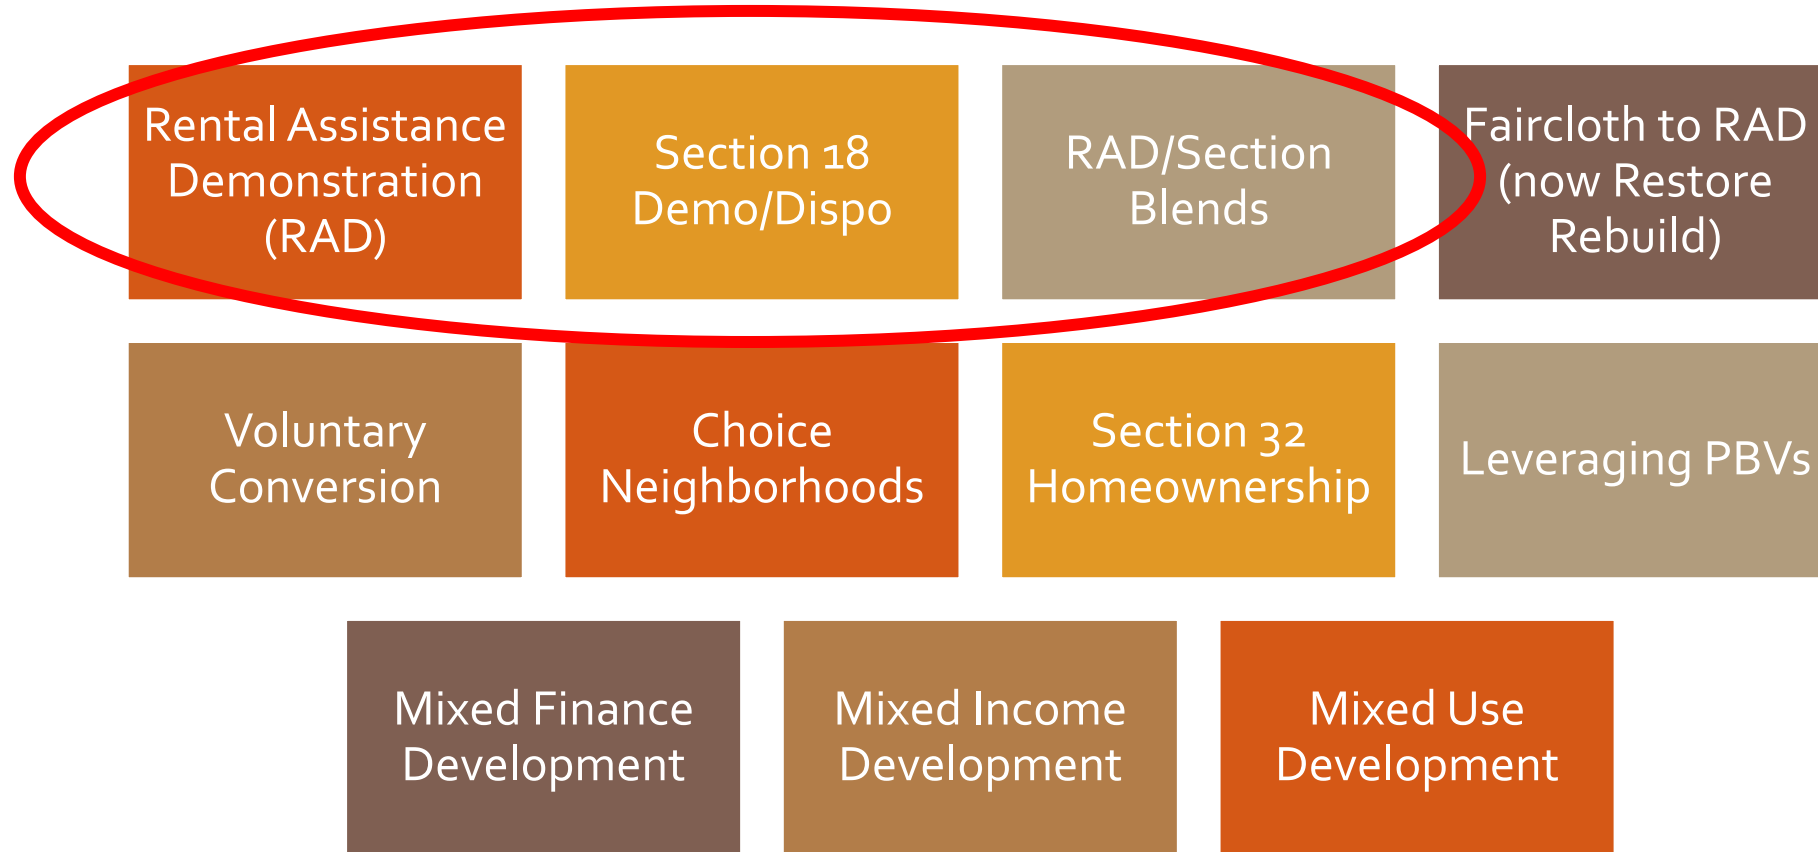 Rental Assistance
Demonstration
(RAD)
Section 18
Demo/Dispo
RAD/Section
Blends
Faircloth to RAD
(now Restore
Rebuild)
Voluntary
Conversion
Choice
Neighborhoods
Section 32
Homeownership
Leveraging PBVs
Mixed Finance
Development
Mixed Income
Development
Mixed Use
Development